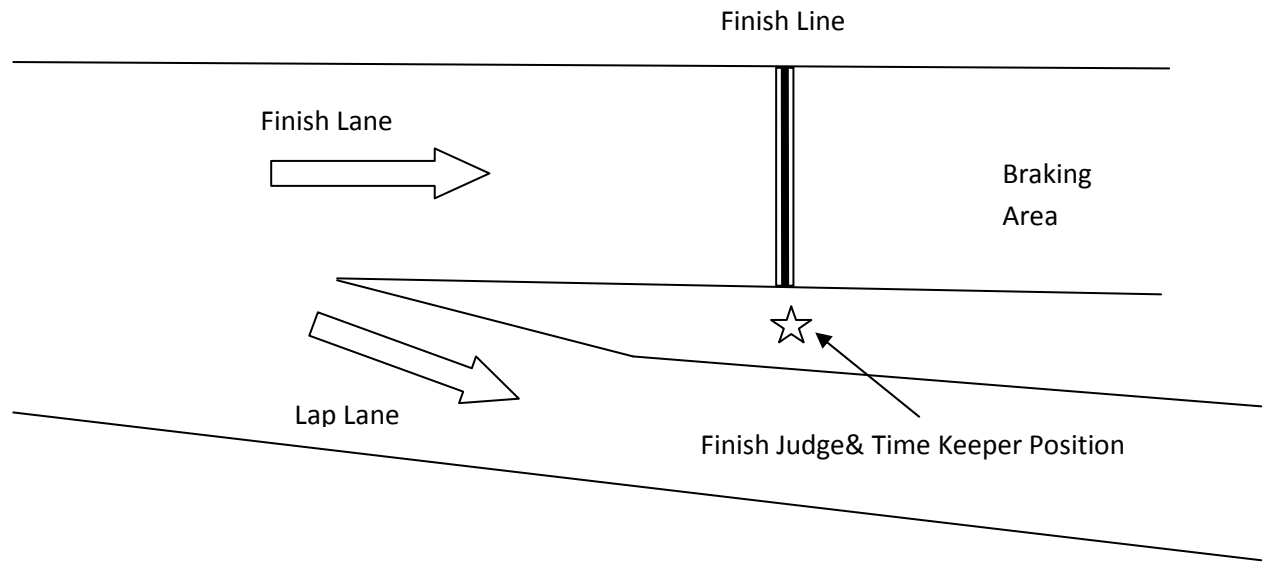 Finish Line
Finish Lane
Braking
Area
Lap Lane
Finish Judge& Time Keeper Position